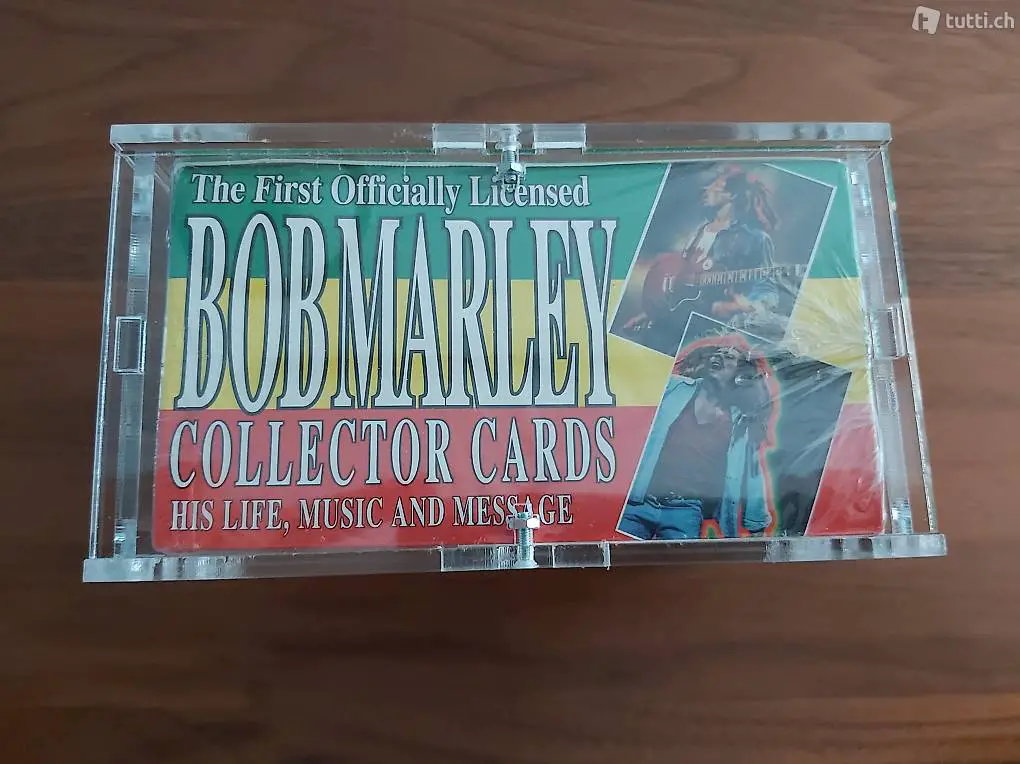 tutti.ch
The First Officially Licensed
BOB MARLEY
COLLECTOR CARDS
HIS LIFE, MUSIC AND MESSAGE